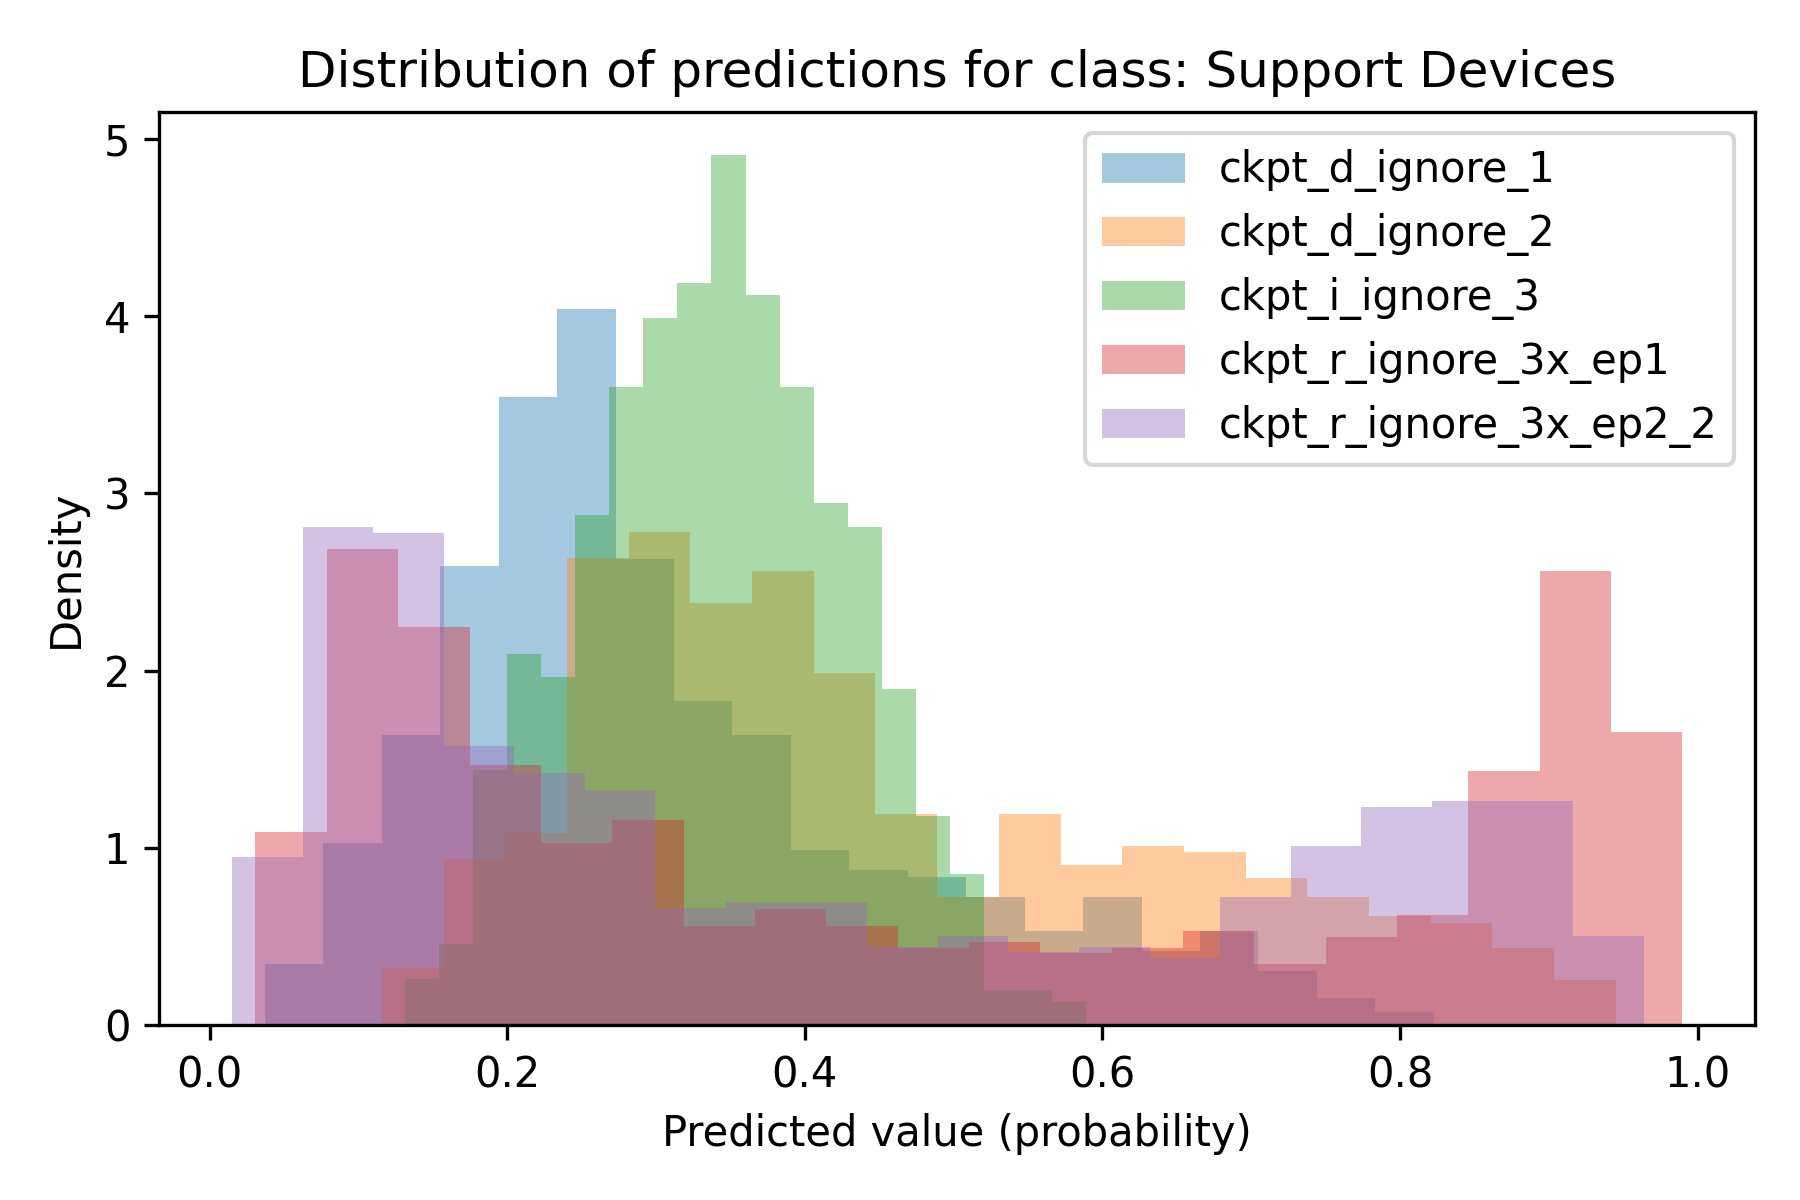 Distribution of predictions for class: Support Devices
5
4
3
2
1
0
Density
ckpt_d_ignore_1
ckpt_d_ignore_2
ckpt_i_ignore_3
ckpt_r_ignore_3x_ep1
ckpt_r_ignore_3x_ep2_2
0.0 0.2 0.4 0.6 0.8 1.0
Predicted value (probability)